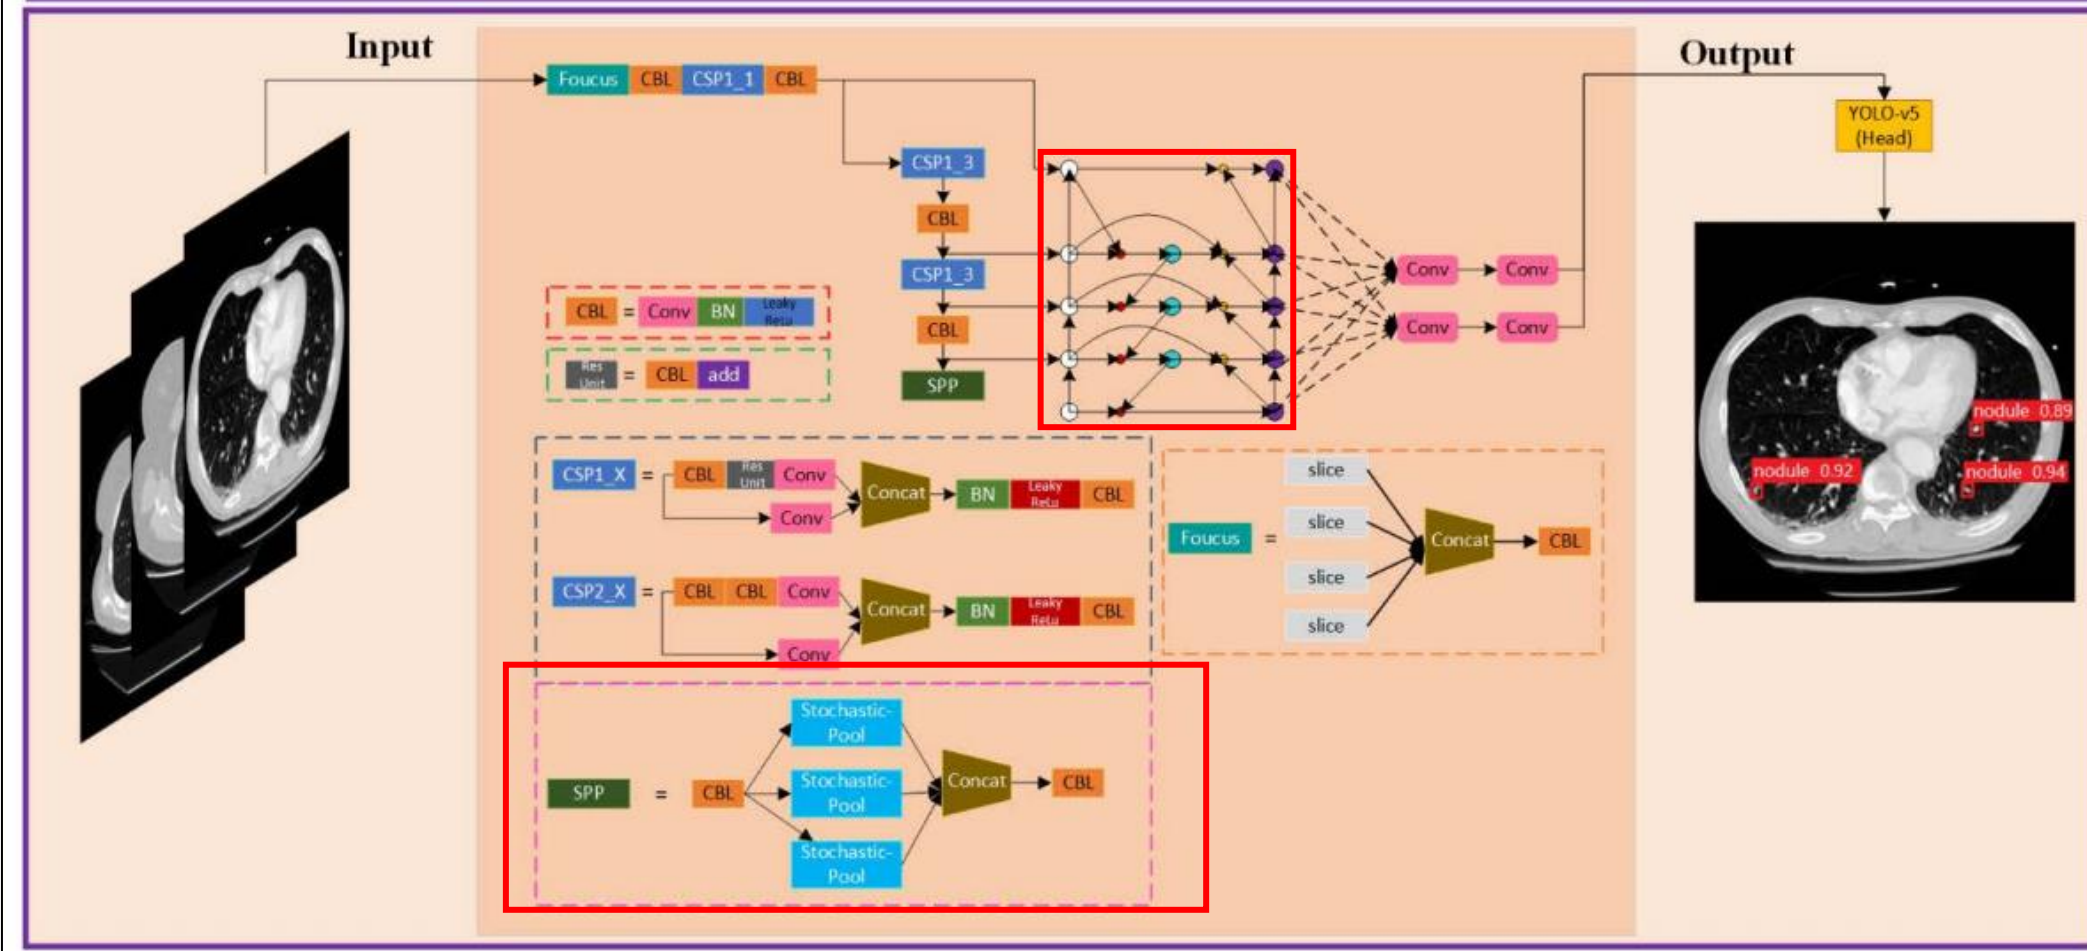 Input
Output
Foucus CBL CSP1_1 CBL
YOLO-v5
(Head)
CSP1_3
CBL
CSP1_3
CBL
SPP
Conv Conv
Conv Conv
CBL = Conv BN Leaky
Relu
Res
Unit = CBL add
nodule 0.89
nodule 0.92
nodule 0.94
CSP1_X = CBL Res
Unit Conv
Conv
Concat
BN Leaky
ReLu CBL
CSP2_X = CBL CBL Conv
Conv
Concat
BN Leaky
ReLu CBL
Foucus =
slice
slice
slice
slice
Concat
CBL
SPP = CBL
Stochastic-
Pool
Stochastic-
Pool
Stochastic-
Pool
Concat
CBL